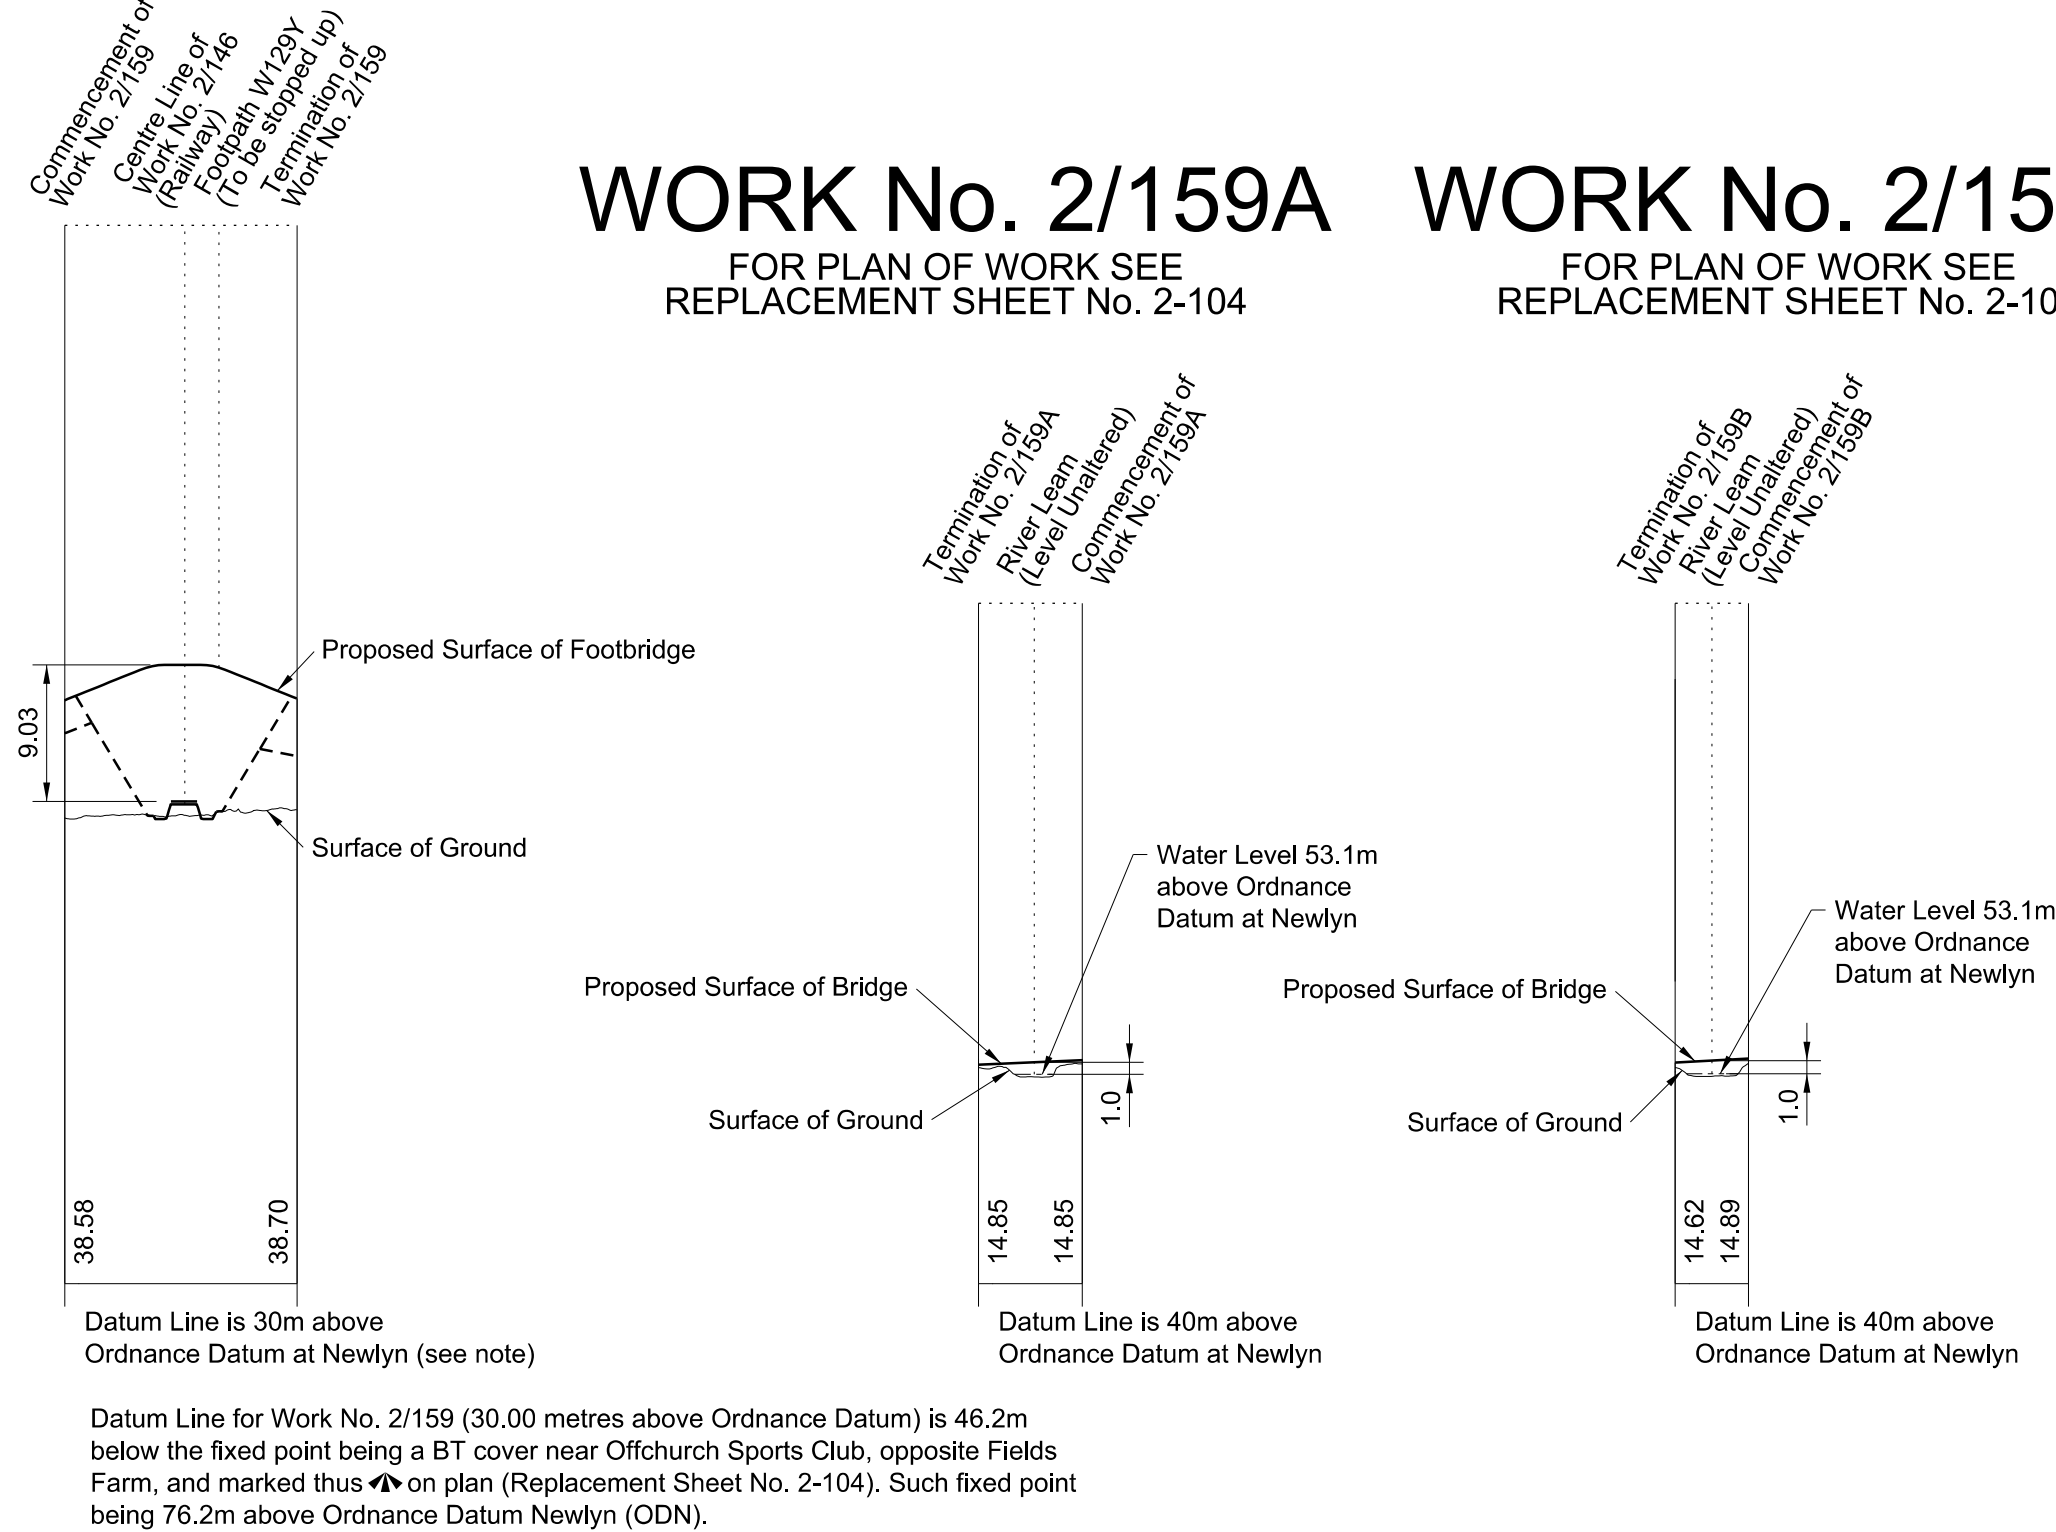 Commencement of
Work No. 2/159
Centre Line of
Work No. 2/146
(Railway)
Footpath W129Y
(To be stopped up)
Termination of
Work No. 2/159
Proposed Surface of Footbridge
9.03
Surface of Ground
38.58
38.70
Datum Line is 30m above
Ordnance Datum at Newlyn (see note)
WORK No. 2/159A
FOR PLAN OF WORK SEE
REPLACEMENT SHEET No. 2-104
Termination of
Work No. 2/159A
River Leam
(Level Unaltered)
Commencement of
Work No. 2/159A
Water Level 53.1m
above Ordnance
Datum at Newlyn
Proposed Surface of Bridge
Surface of Ground
1.0
14.85
14.85
Datum Line is 40m above
Ordnance Datum at Newlyn
WORK No. 2/15
FOR PLAN OF WORK SEE
REPLACEMENT SHEET No. 2-10
Termination of
Work No. 2/159B
River Leam
(Level Unaltered)
Commencement of
Work No. 2/159B
Water Level 53.1m
above Ordnance
Datum at Newlyn
Proposed Surface of Bridge
Surface of Ground
1.0
14.62
14.89
Datum Line is 40m above
Ordnance Datum at Newlyn
Datum Line for Work No. 2/159 (30.00 metres above Ordnance Datum) is 46.2m
below the fixed point being a BT cover near Offchurch Sports Club, opposite Fields
Farm, and marked thus on plan (Replacement Sheet No. 2-104). Such fixed point
being 76.2m above Ordnance Datum Newlyn (ODN).